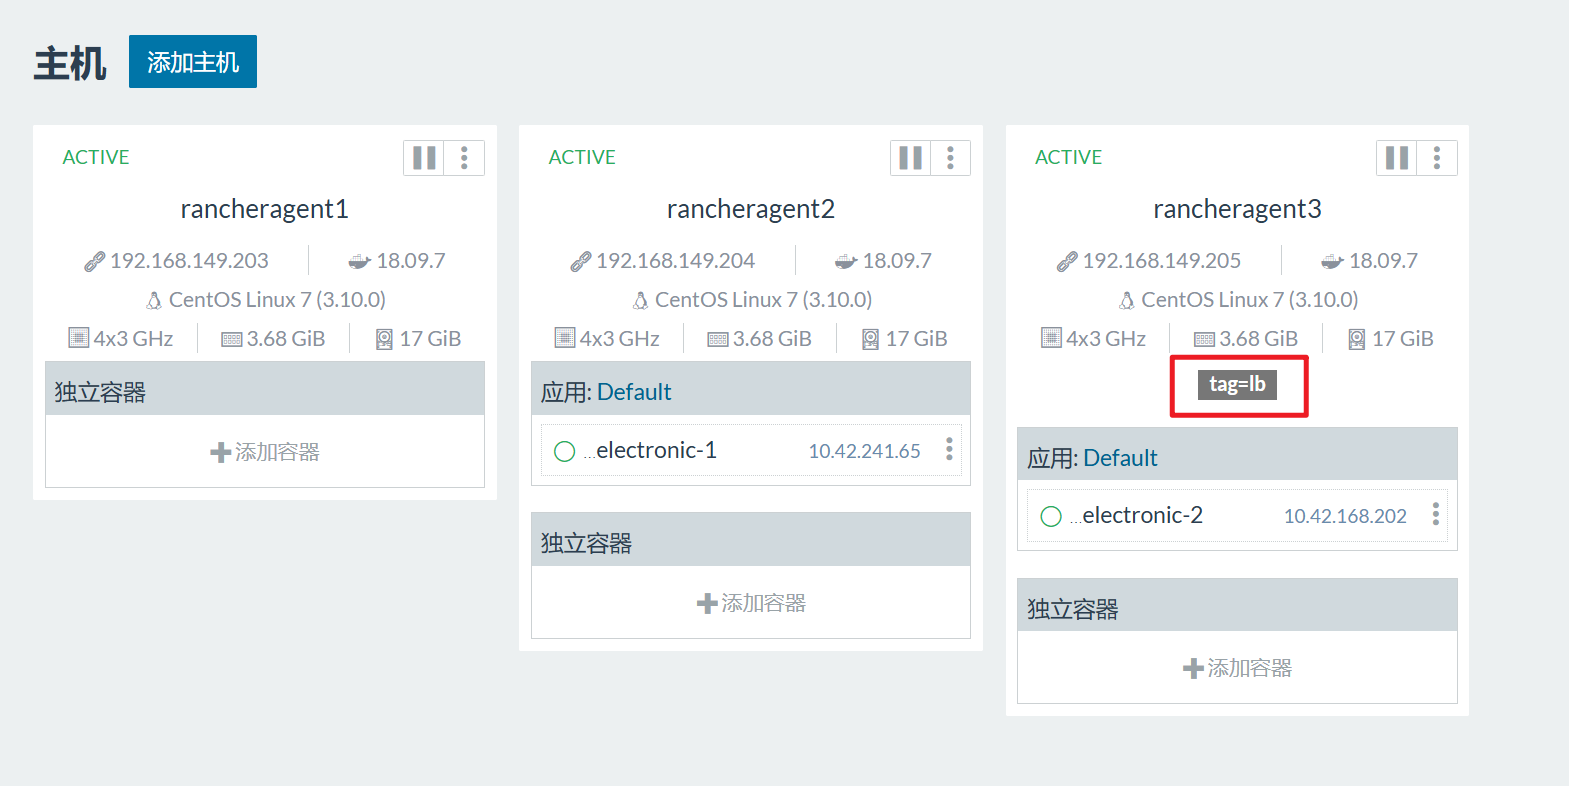 主机 添加主机
ACTIVE
rancheragent1
192.168.149.203 18.09.7
CentOS Linux 7 (3.10.0)
4x3 GHz 3.68 GiB 17 GiB
独立容器
添加容器
ACTIVE
rancheragent2
192.168.149.204 18.09.7
CentOS Linux 7 (3.10.0)
4x3 GHz 3.68 GiB 17 GiB
应用: Default
...electronic-1 10.42.241.65
独立容器
添加容器
ACTIVE
rancheragent3
192.168.149.205 18.09.7
CentOS Linux 7 (3.10.0)
4x3 GHz 3.68 GiB 17 GiB
tag=lb
应用: Default
...electronic-2 10.42.168.202
独立容器
添加容器